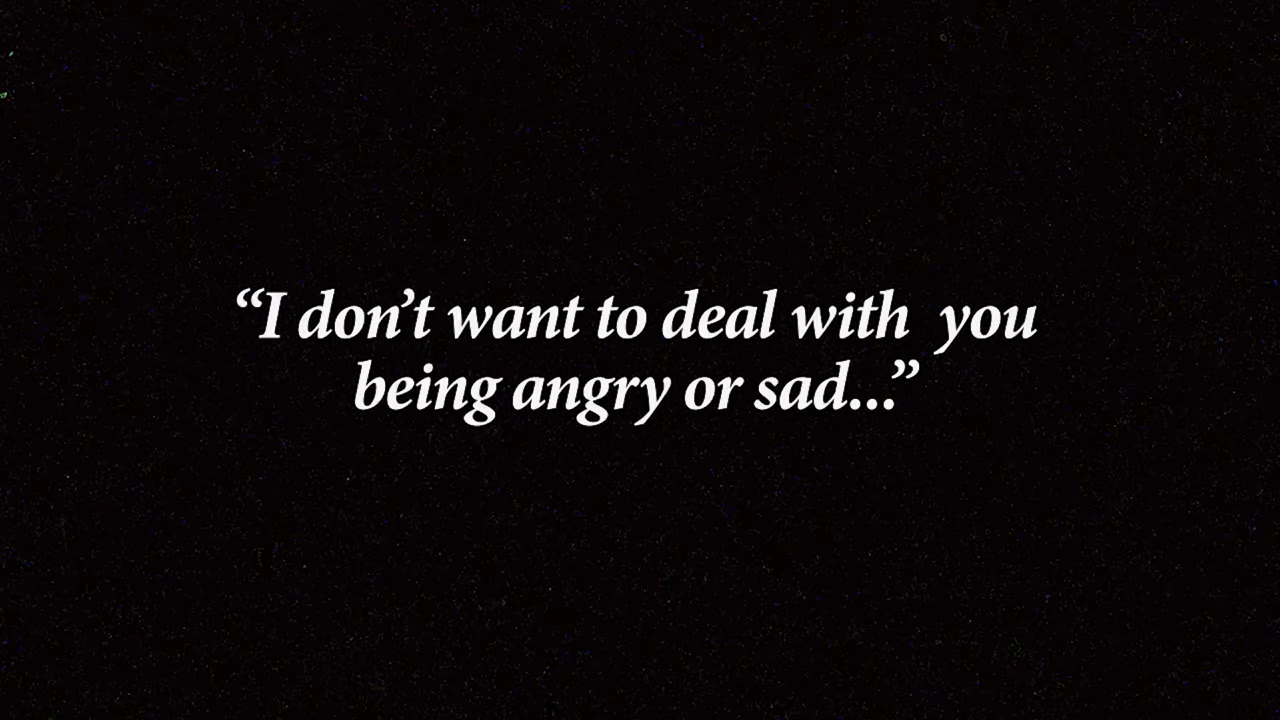 “I don’t want to deal with  you
being angry or sad...”